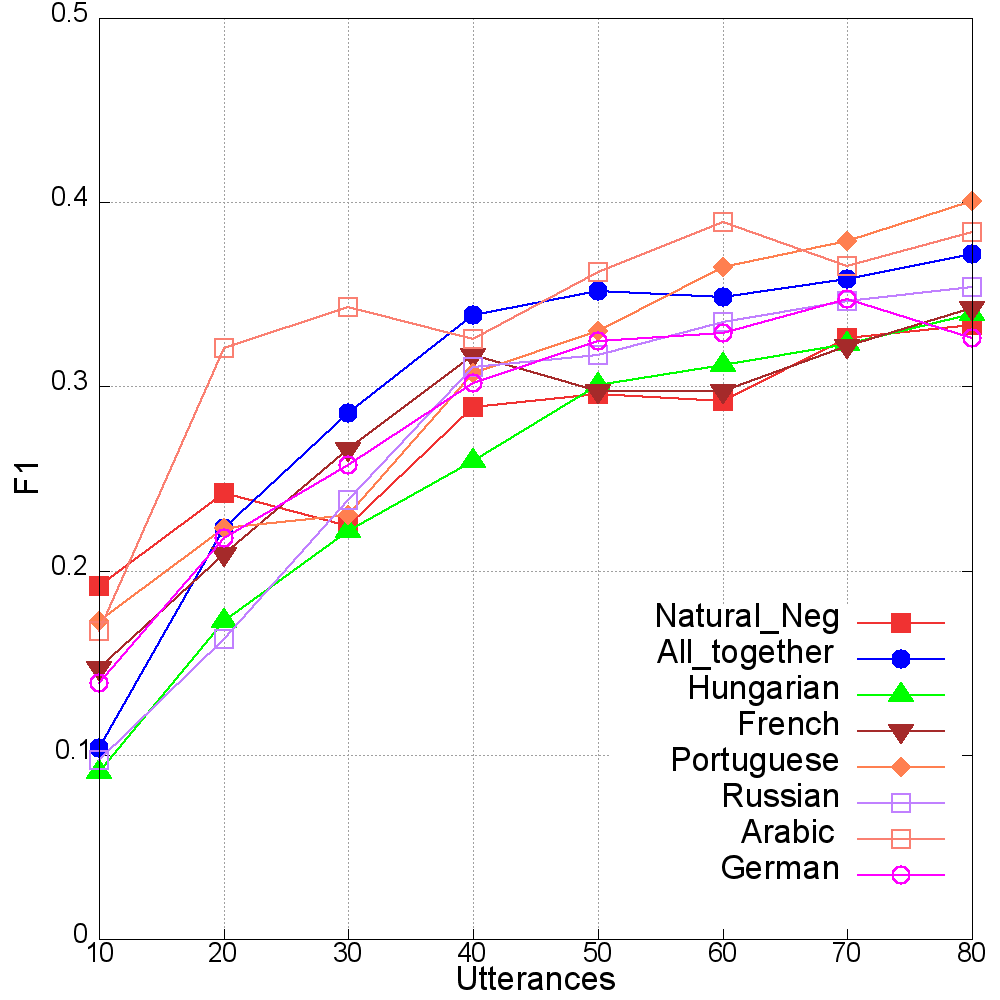 0.5
0.4
0.3
0.2
0.1
0
F1
10 20 30 40 50 60 70 80
Utterances
Natural_Neg
All_together
Hungarian
French
Portuguese
Russian
Arabic
German